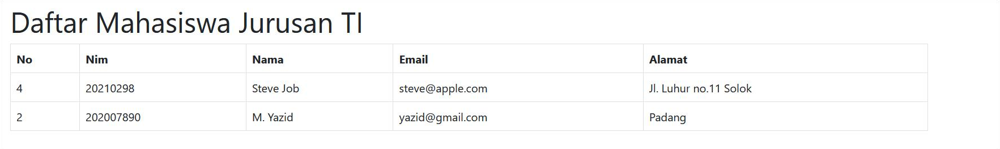 Daftar Mahasiswa Jurusan TI
No Nim Nama Email Alamat
4 20210298 Steve Job steve@apple.com Jl. Luhur no.11 Solok
2 202007890 M. Yazid yazid@gmail.com Padang